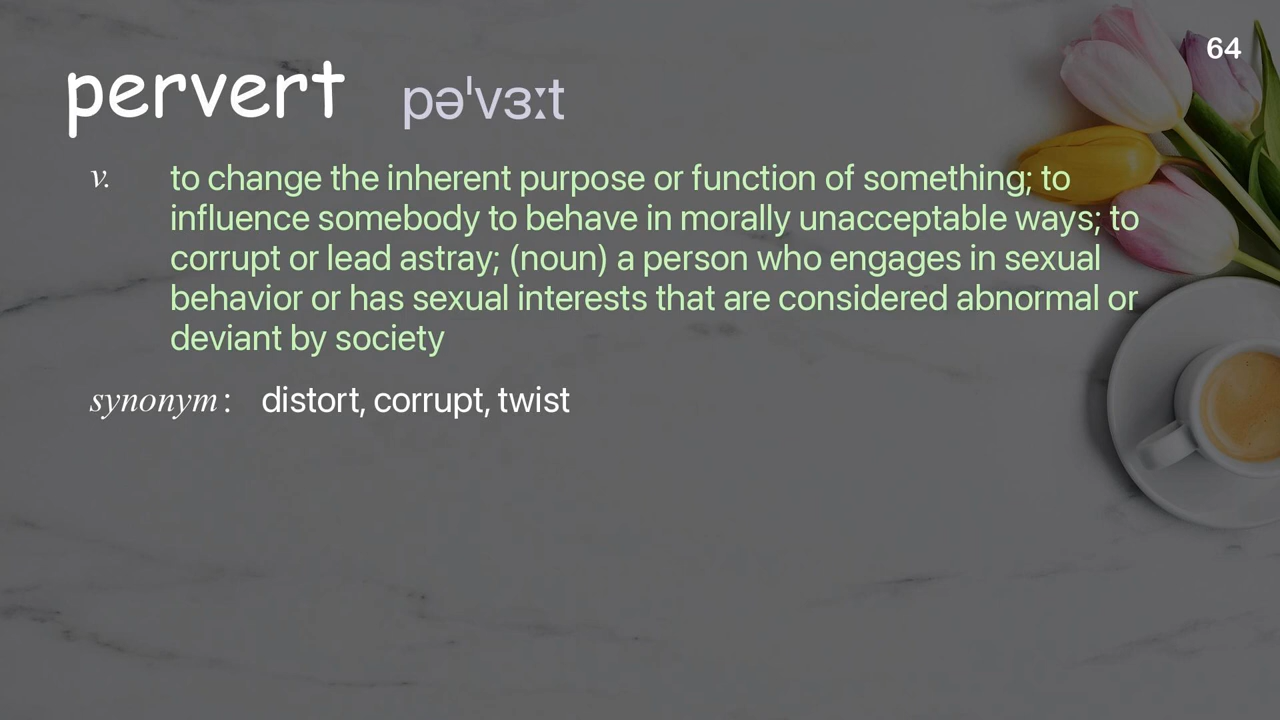 64
pervert pəˈvɜːt
v. to change the inherent purpose or function of something; to
influence somebody to behave in morally unacceptable ways; to
corrupt or lead astray; (noun) a person who engages in sexual
behavior or has sexual interests that are considered abnormal or
deviant by society
synonym: distort, corrupt, twist